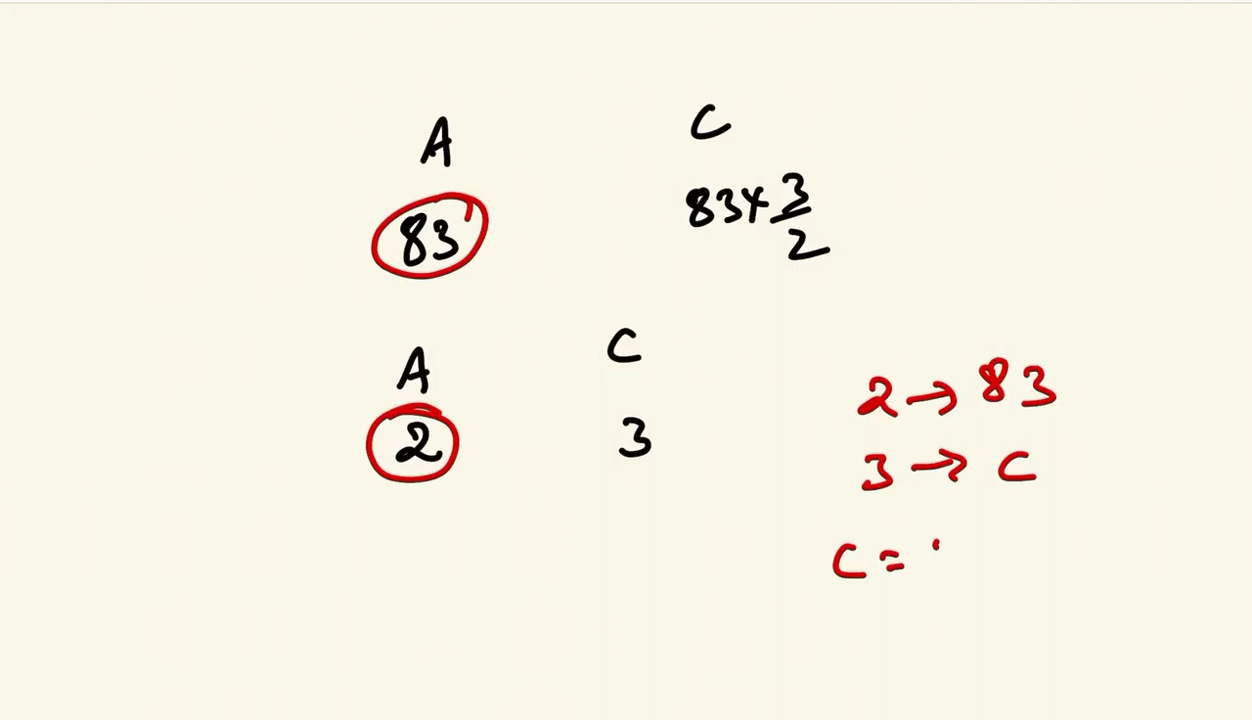 A C
83 83 × 3/2
A C
2 3
2 → 83
3 → C
C =